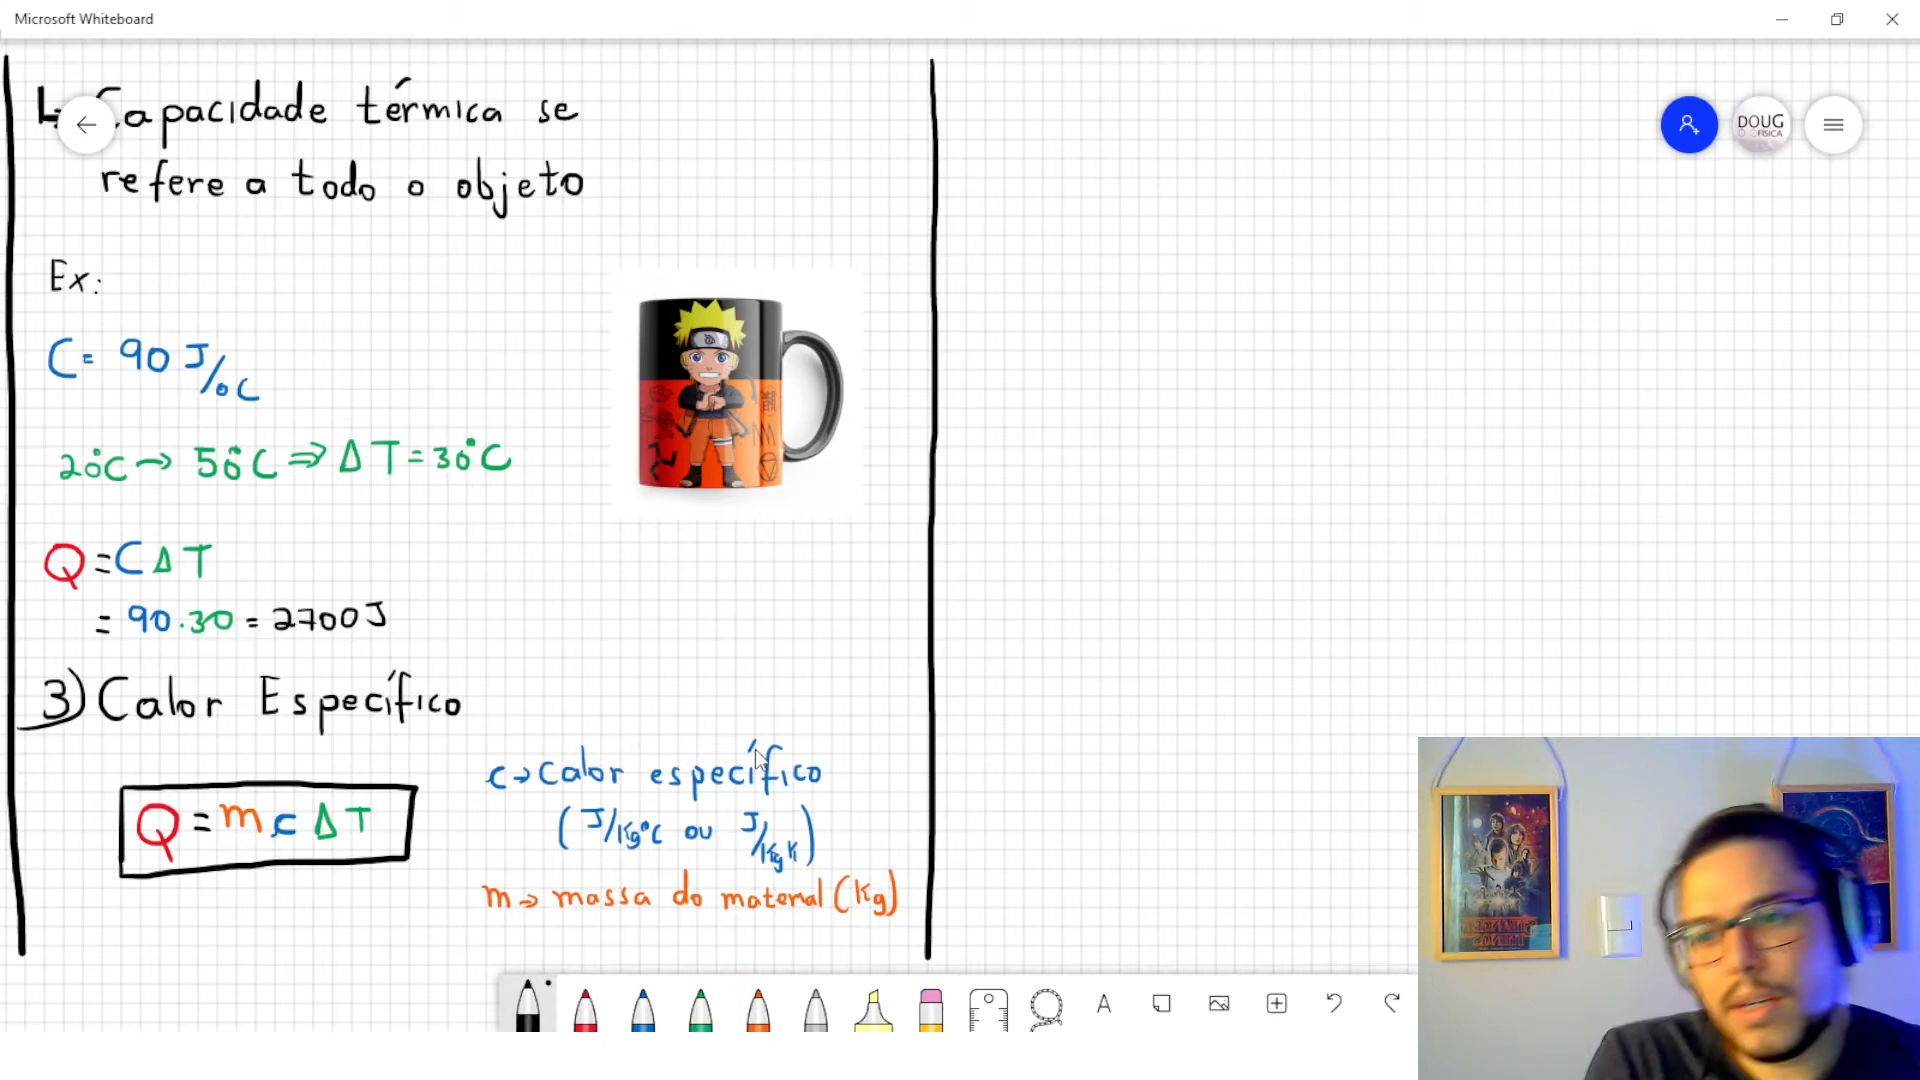 Microsoft Whiteboard
Capacidade térmica se
refere a todo o objeto
Ex:
C = 90 J/°C
20°C → 50°C ⇒ ΔT = 30°C
Q = C ΔT
= 90 . 30 = 2700 J
3) Calor Específico
Q = m c ΔT
c → calor específico
(J/Kg°C ou J/Kg K)
m → massa do material (Kg)
DOUG
FÍSICA
A